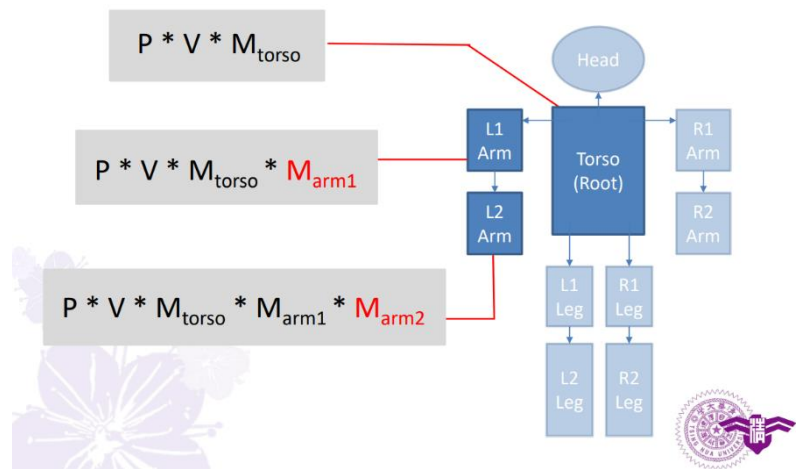 P * V * Mtorso
Head
L1
Arm
Torso
(Root)
R1
Arm
P * V * Mtorso * Marm1
L2
Arm
R2
Arm
P * V * Mtorso * Marm1 * Marm2
L1
Leg
R1
Leg
L2
Leg
R2
Leg